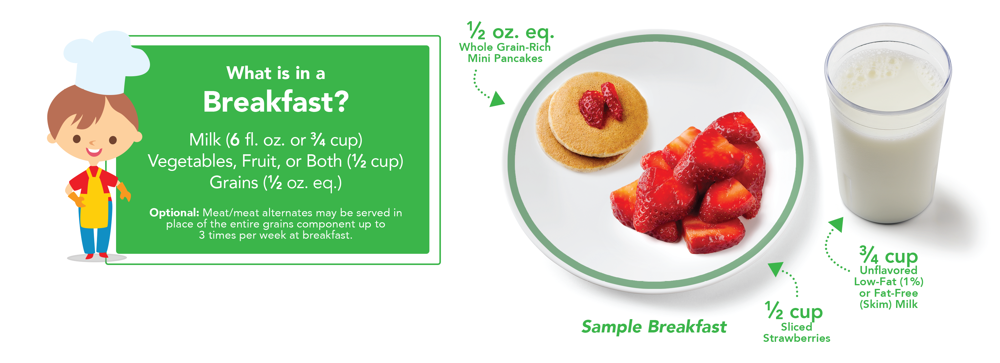 What is in a
Breakfast?
Milk (6 fl. oz. or ¾ cup)
Vegetables, Fruit, or Both (½ cup)
Grains (½ oz. eq.)
Optional: Meat/meat alternates may be served in
place of the entire grains component up to
3 times per week at breakfast.
½ oz. eq.
Whole Grain-Rich
Mini Pancakes
Sample Breakfast
½ cup
Sliced
Strawberries
¾ cup
Unflavored
Low-Fat (1%)
or Fat-Free
(Skim) Milk